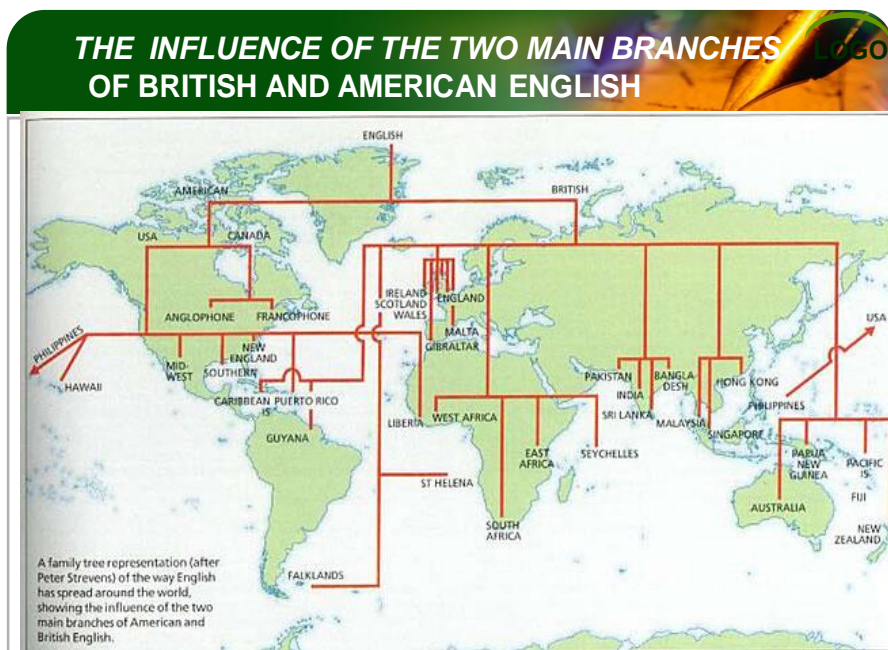 THE INFLUENCE OF THE TWO MAIN BRANCHES
OF BRITISH AND AMERICAN ENGLISH
LOGO
ENGLISH
AMERICAN
BRITISH
USA
CANADA
ANGLOPHONE
FRANCOPHONE
PHILIPPINES
HAWAII
MID-
WEST
SOUTHERN
NEW
ENGLAND
CARIBBEAN
IS
PUERTO RICO
GUYANA
IRELAND
SCOTLAND
WALES
ENGLAND
MALTA
GIBRALTAR
LIBERIA
WEST AFRICA
EAST
AFRICA
SEYCHELLES
SOUTH
AFRICA
ST HELENA
FALKLANDS
PAKISTAN
INDIA
SRI LANKA
BANGLA-
DESH
MALAYSIA
SINGAPORE
HONG KONG
PHILIPPINES
USA
PAPUA
NEW
GUINEA
PACIFIC
IS
FIJI
AUSTRALIA
NEW
ZEALAND
A family tree representation (after
Peter Strevens) of the way English
has spread around the world,
showing the influence of the two
main branches of American and
British English.